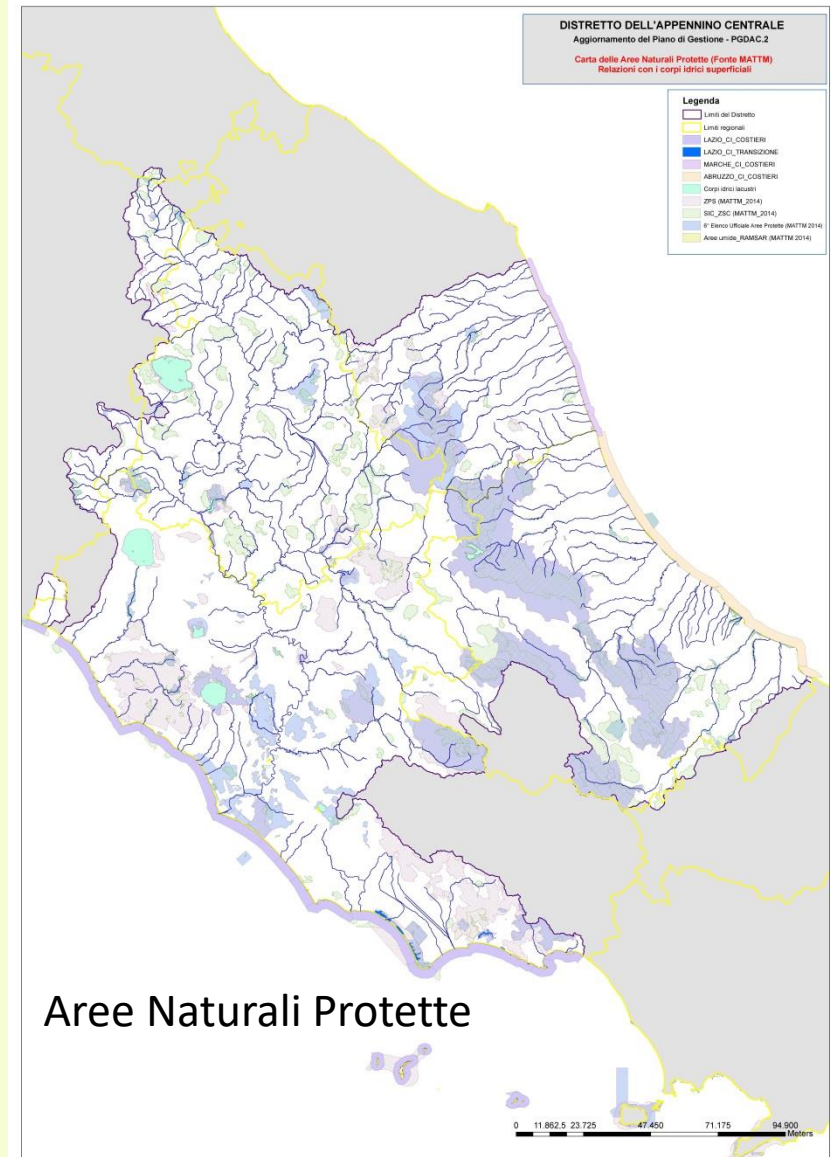 DISTRETTO DELL'APPENNINO CENTRALE
Aggiornamento del Piano di Gestione - PGDAC.2
Carta delle Aree Naturali Protette (Fonte MATTM)
Relazioni con i corpi idrici superficiali
Legenda
Limiti del Distretto
Limiti regionali
LAZIO_CI_COSTIERI
LAZIO_CI_TRANSIZIONE
MARCHE_CI_COSTIERI
ABRUZZO_CI_COSTIERI
Corpi idrici lacustri
ZPS (MATTM_2014)
SIC_ZSC (MATTM_2014)
6° Elenco Ufficiale Aree Protette (MATTM 2014)
Aree umide_RAMSAR (MATTM 2014)
Aree Naturali Protette
0 11.862,5 23.725 47.450 71.175 94.900
Meters